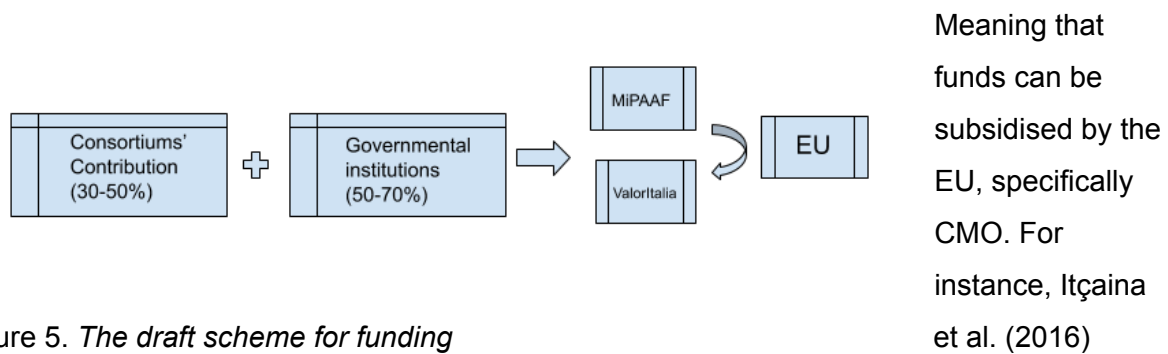 Consortiums'
Contribution
(30-50%)
Governmental
institutions
(50-70%)
MiPAAF
ValorItalia
EU
ure 5. The draft scheme for funding
Meaning that
funds can be
subsidised by the
EU, specifically
CMO. For
instance, Itçaina
et al. (2016)